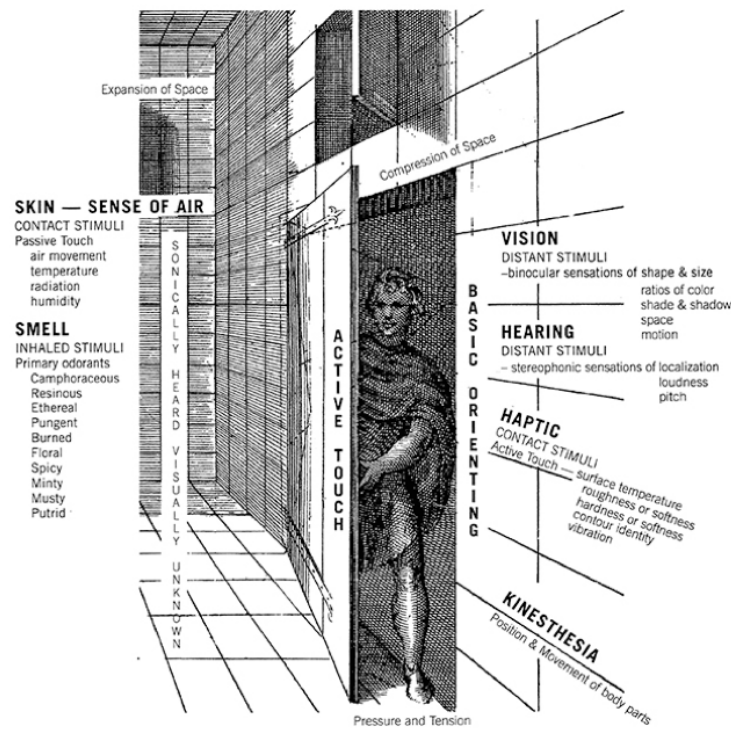 Expansion of Space
Compression of Space
SKIN — SENSE OF AIR
CONTACT STIMULI
Passive Touch
air movement
temperature
radiation
humidity
SMELL
INHALED STIMULI
Primary odorants
Camphoraceous
Resinous
Ethereal
Pungent
Burned
Floral
Spicy
Minty
Musty
Putrid
SONICALLY HEARD VISUALLY UNKNOWN
ACTIVE TOUCH
BASIC ORIENTING
VISION
DISTANT STIMULI
–binocular sensations of shape & size
ratios of color
shade & shadow
space
motion
HEARING
DISTANT STIMULI
– stereophonic sensations of localization
loudness
pitch
HAPTIC
CONTACT STIMULI
Active Touch — surface temperature
roughness or softness
hardness or softness
contour identity
vibration
KINESTHESIA
Position & Movement of body parts
Pressure and Tension